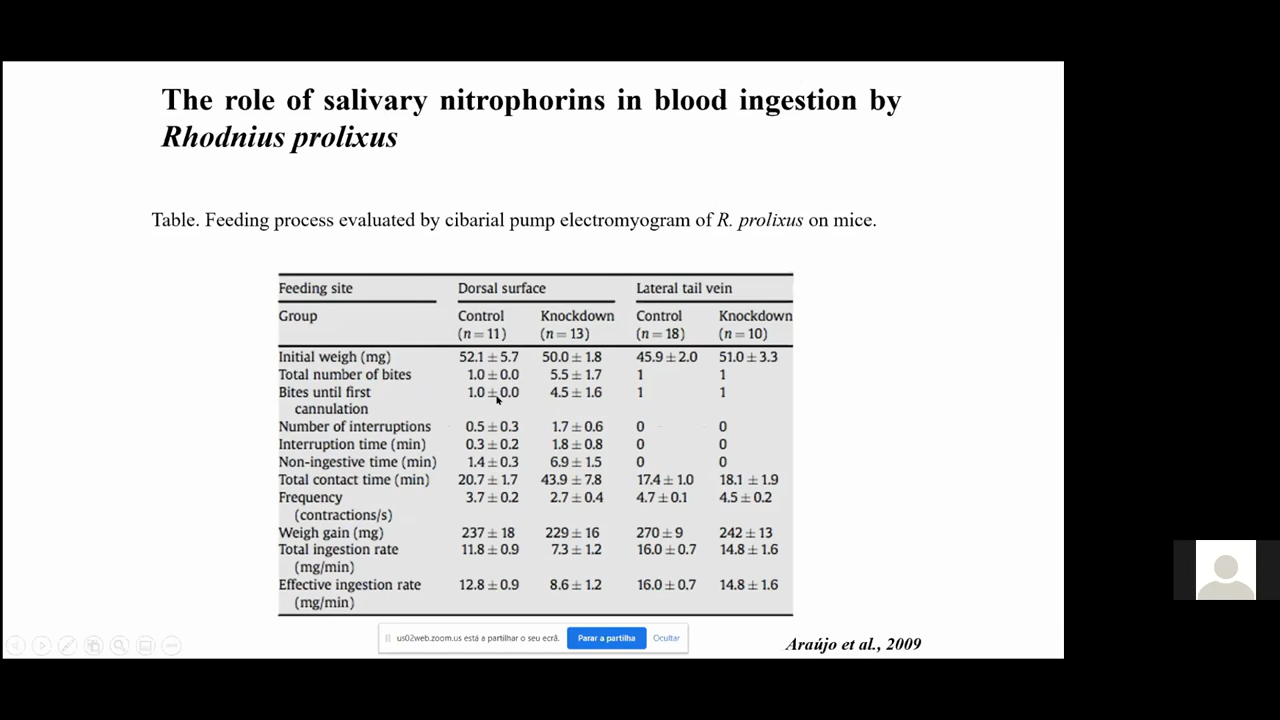 The role of salivary nitrophorins in blood ingestion by
Rhodnius prolixus
Table. Feeding process evaluated by cibarial pump electromyogram of R. prolixus on mice.
Feeding site Dorsal surface Lateral tail vein
Group Control Knockdown Control Knockdown
(n = 11) (n = 13) (n = 18) (n = 10)
Initial weigh (mg) 52.1 ± 5.7 50.0 ± 1.8 45.9 ± 2.0 51.0 ± 3.3
Total number of bites 1.0 ± 0.0 5.5 ± 1.7 1 1
Bites until first 1.0 ± 0.0 4.5 ± 1.6 1 1
cannulation
Number of interruptions 0.5 ± 0.3 1.7 ± 0.6 0 0
Interruption time (min) 0.3 ± 0.2 1.8 ± 0.8 0 0
Non-ingestive time (min) 1.4 ± 0.3 6.9 ± 1.5 0 0
Total contact time (min) 20.7 ± 1.7 43.9 ± 7.8 17.4 ± 1.0 18.1 ± 1.9
Frequency 3.7 ± 0.2 2.7 ± 0.4 4.7 ± 0.1 4.5 ± 0.2
(contractions/s)
Weigh gain (mg) 237 ± 18 229 ± 16 270 ± 9 242 ± 13
Total ingestion rate 11.8 ± 0.9 7.3 ± 1.2 16.0 ± 0.7 14.8 ± 1.6
(mg/min)
Effective ingestion rate 12.8 ± 0.9 8.6 ± 1.2 16.0 ± 0.7 14.8 ± 1.6
(mg/min)
us02web.zoom.us está a partilhar o seu ecrã. Parar a partilha Ocultar
Araújo et al., 2009